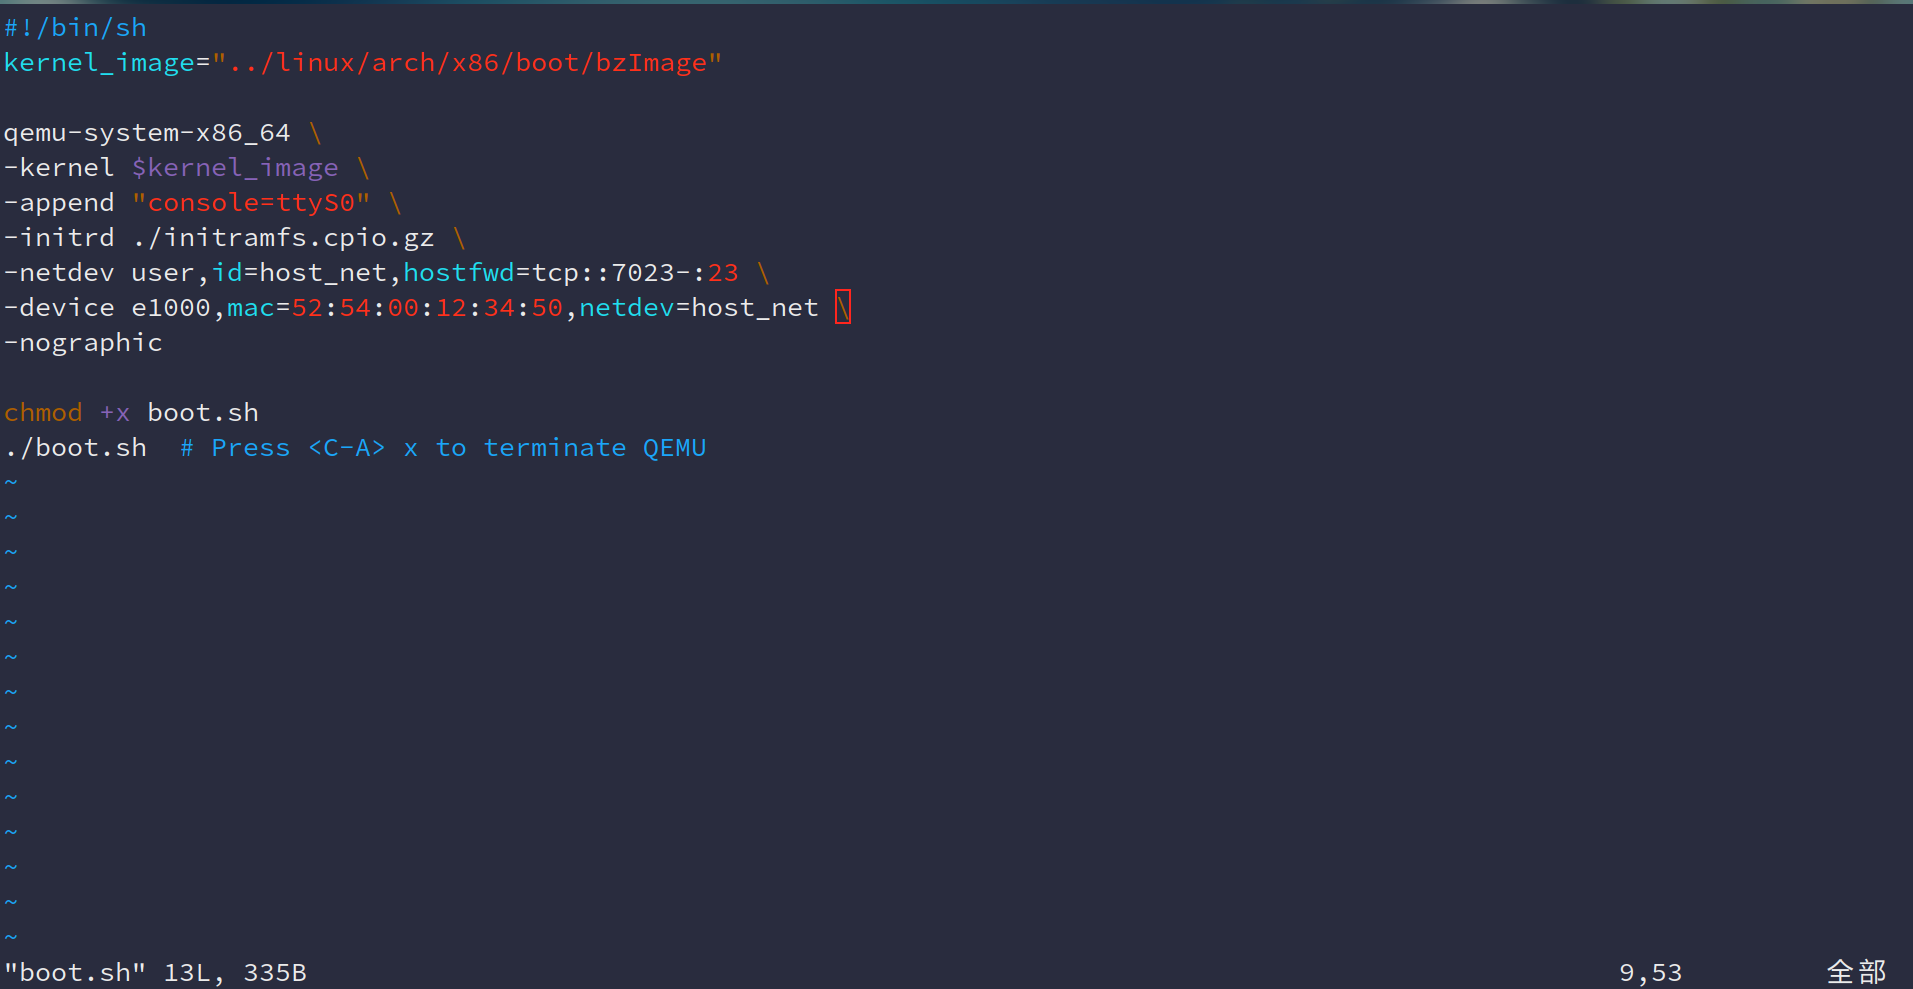 #!/bin/sh
kernel_image="../linux/arch/x86/boot/bzImage"
qemu-system-x86_64 \
-kernel $kernel_image \
-append "console=ttyS0" \
-initrd ./initramfs.cpio.gz \
-netdev user,id=host_net,hostfwd=tcp::7023-:23 \
-device e1000,mac=52:54:00:12:34:50,netdev=host_net \
-nographic
chmod +x boot.sh
./boot.sh  # Press <C-A> x to terminate QEMU
~
~
~
~
~
~
~
~
~
~
~
~
~
~
"boot.sh" 13L, 335B 9,53 全部